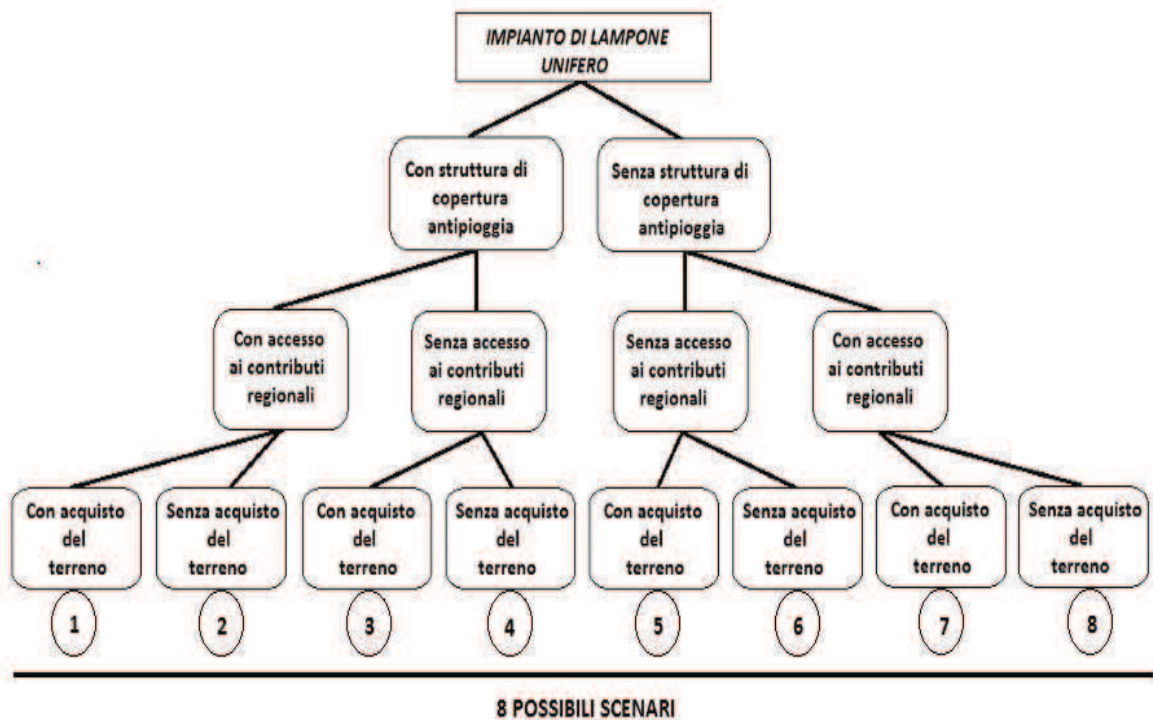 IMPIANTO DI LAMPONE
UNIFERO
Con struttura di
copertura
antipioggia
Senza struttura di
copertura
antipioggia
Con accesso
ai contributi
regionali
Senza accesso
ai contributi
regionali
Senza accesso
ai contributi
regionali
Con accesso
ai contributi
regionali
Con acquisto
del
terreno
Senza acquisto
del
terreno
Con acquisto
del
terreno
Senza acquisto
del
terreno
Con acquisto
del
terreno
Senza acquisto
del
terreno
Con acquisto
del
terreno
Senza acquisto
del
terreno
1
2
3
4
5
6
7
8
8 POSSIBILI SCENARI